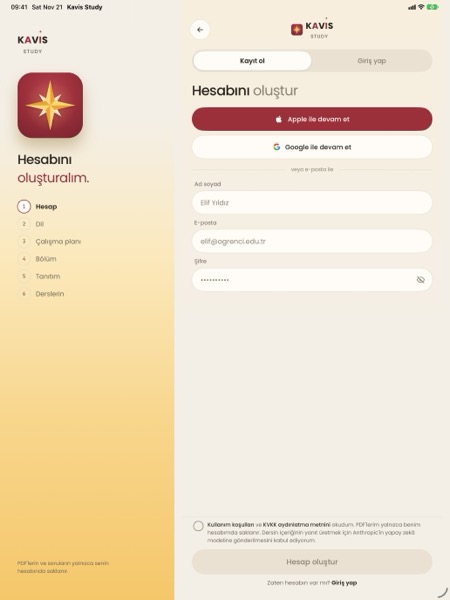 09:41 Sat Nov 21 Kavis Study
KAVİS
STUDY
Hesabını
oluşturalım.
1 Hesap
2 Dil
3 Çalışma planı
4 Bölüm
5 Tanıtım
6 Derslerin
PDF'lerin ve soruların yalnızca senin
hesabında saklanır.
KAVİS
STUDY
Kayıt ol
Giriş yap
Hesabını oluştur
Apple ile devam et
Google ile devam et
veya e-posta ile
Ad soyad
Elif Yıldız
E-posta
elif@ogrenci.edu.tr
Şifre
••••••••••
Kullanım koşulları ve KVKK aydınlatma metnini okudum. PDF'lerim yalnızca benim
hesabımda saklanır. Dersin içeriğinin yanıt üretmek için Anthropic'in yapay zekâ
modeline gönderilmesini kabul ediyorum.
Hesap oluştur
Zaten hesabın var mı? Giriş yap